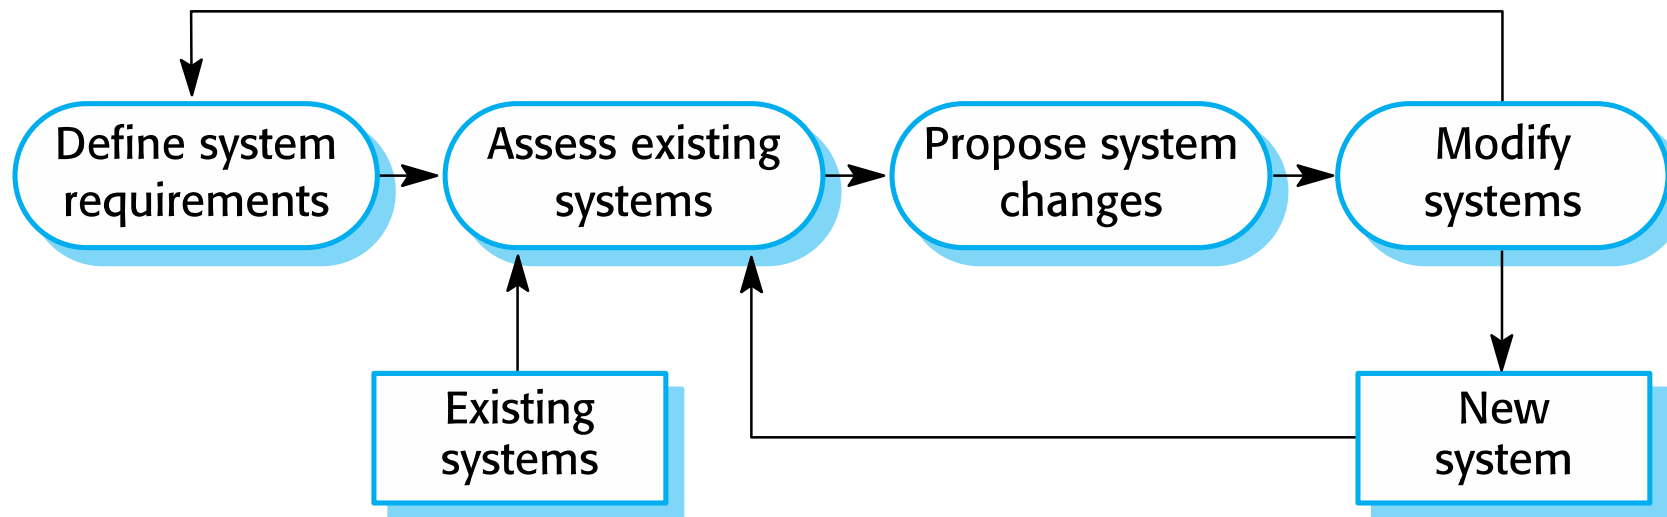 Define system
requirements
Assess existing
systems
Propose system
changes
Modify
systems
Existing
systems
New
system